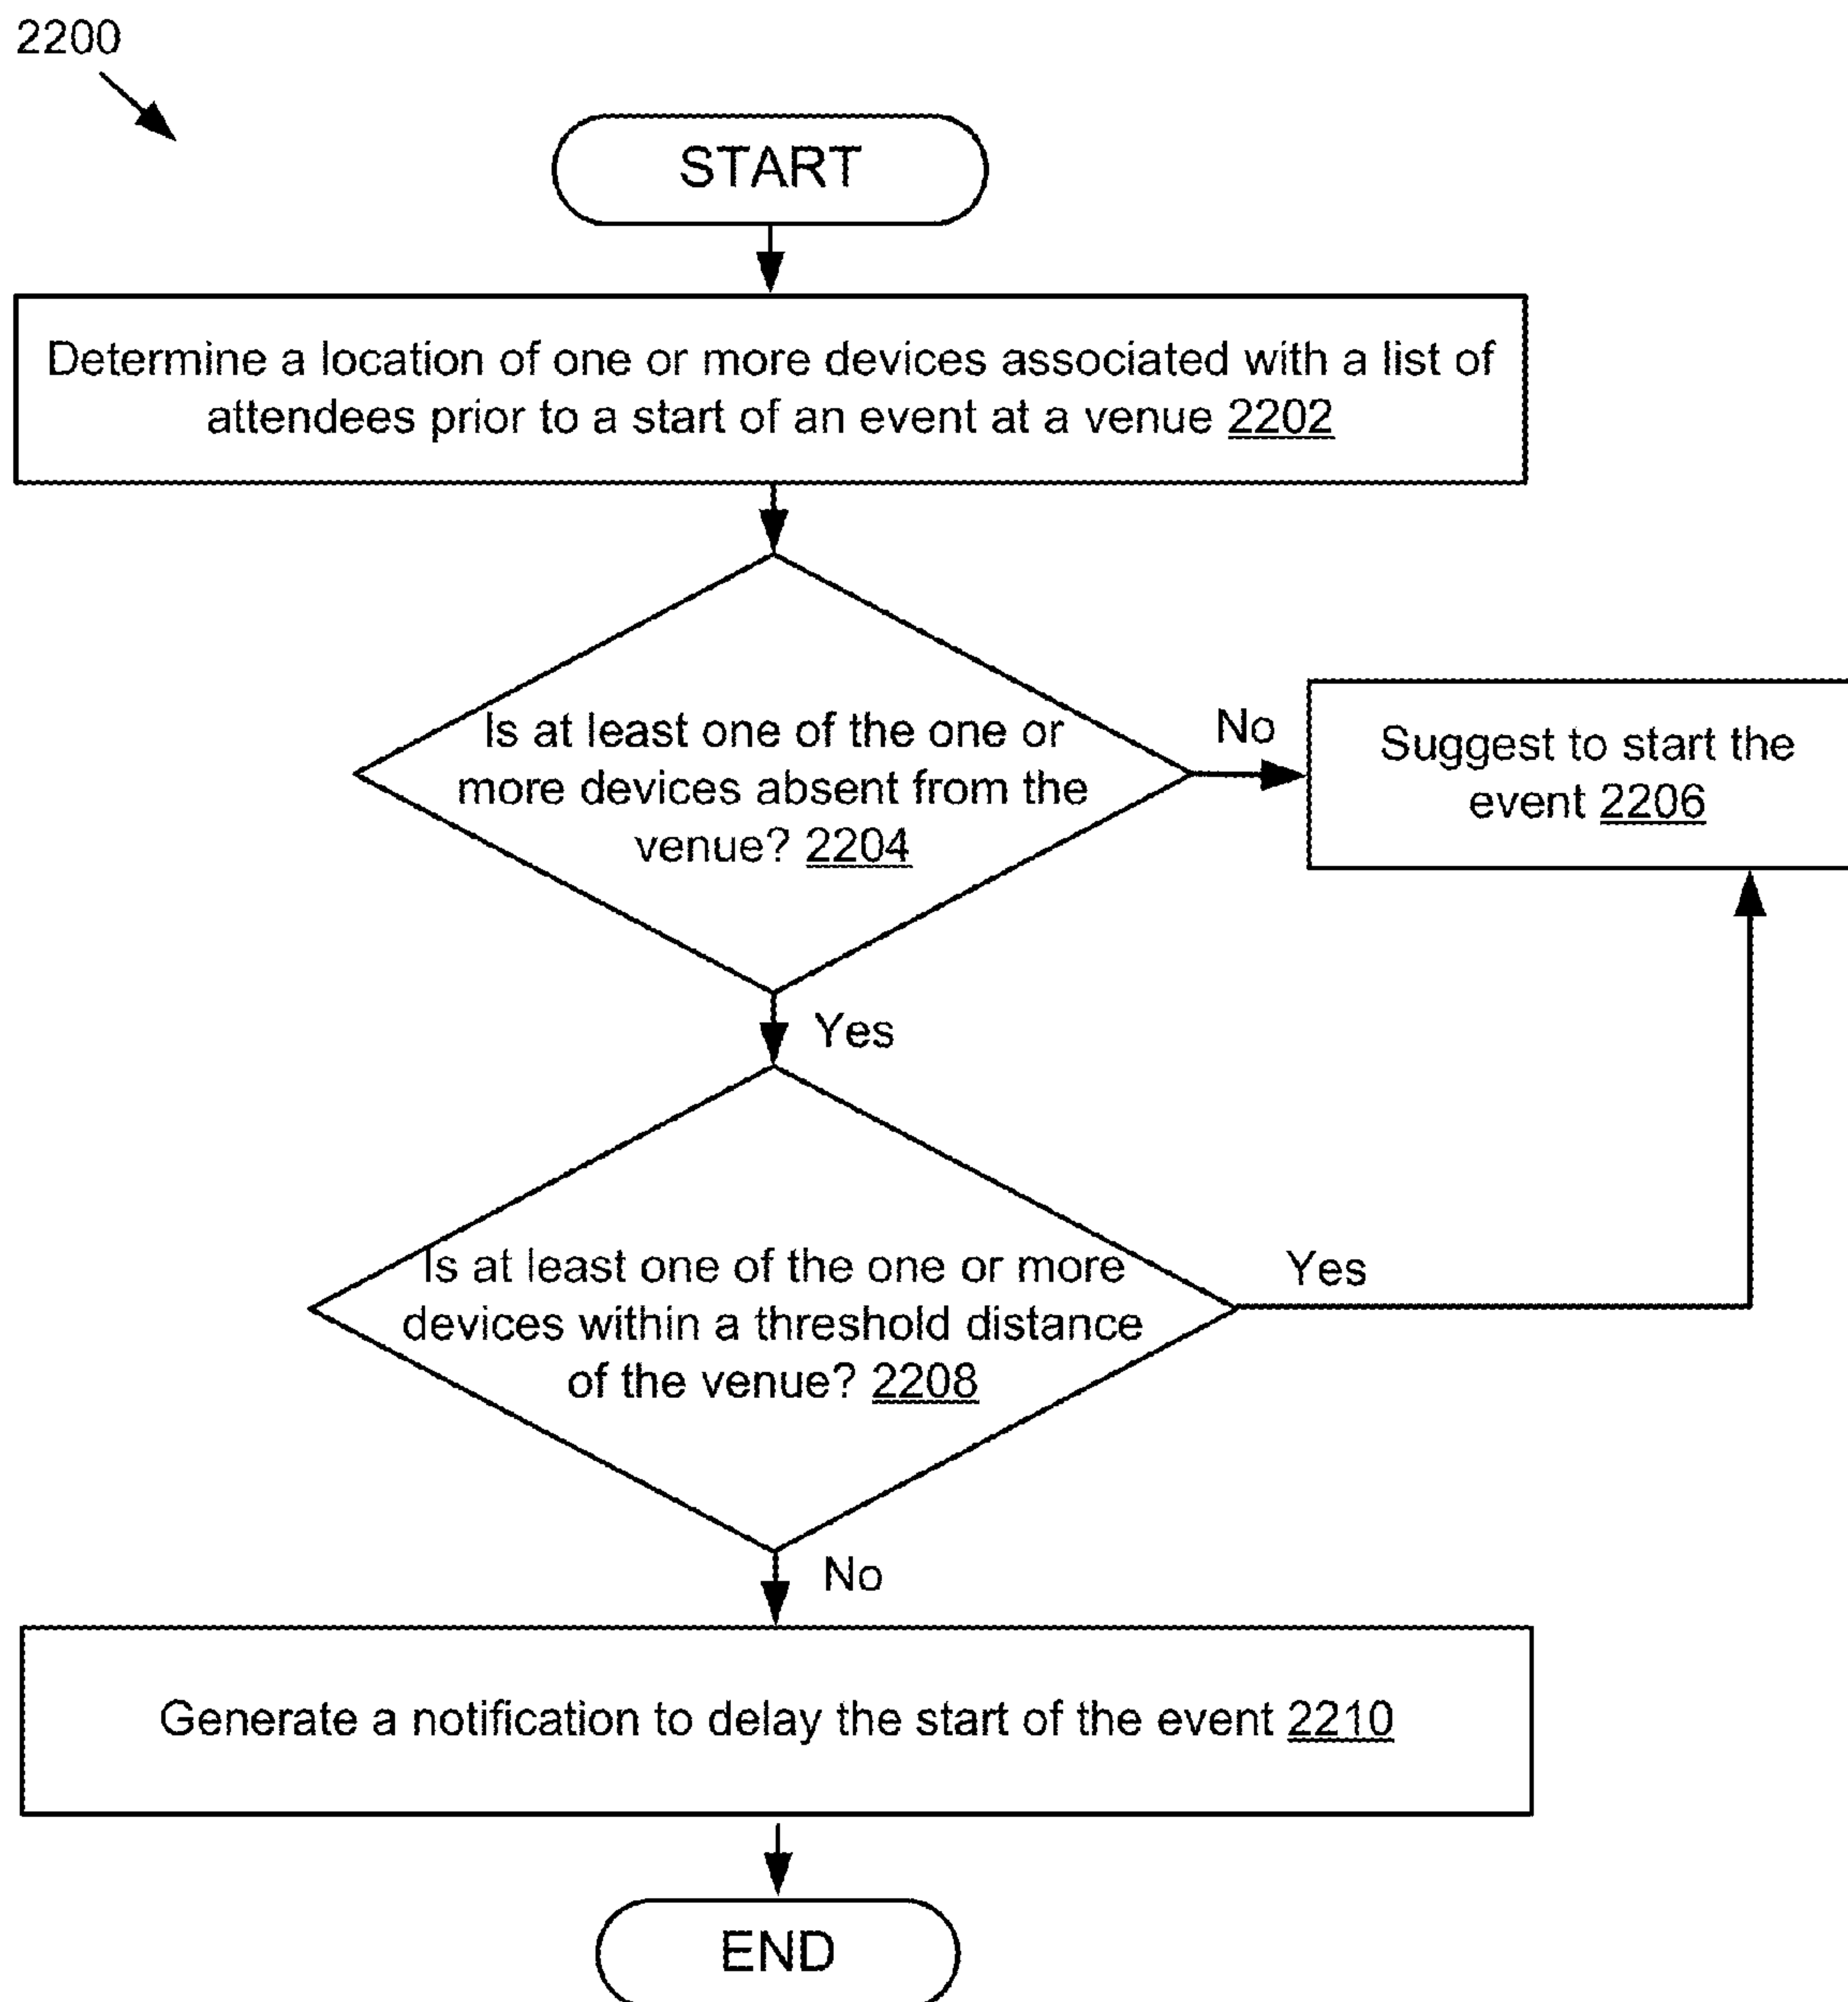 2200
START
Determine a location of one or more devices associated with a list of
attendees prior to a start of an event at a venue 2202
Is at least one of the one or
more devices absent from the
venue? 2204
No
Suggest to start the
event 2206
Yes
Is at least one of the one or more
devices within a threshold distance
of the venue? 2208
Yes
No
Generate a notification to delay the start of the event 2210
END